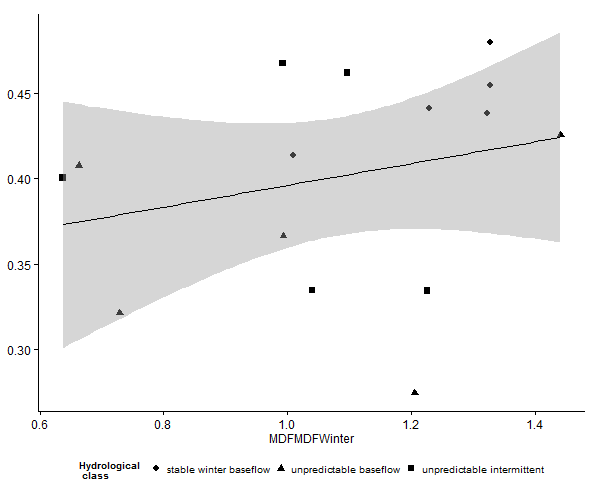 0.45
0.40
0.35
0.30
0.6 0.8 1.0 1.2 1.4
MDFMDFWinter
Hydrological
class
stable winter baseflow unpredictable baseflow unpredictable intermittent